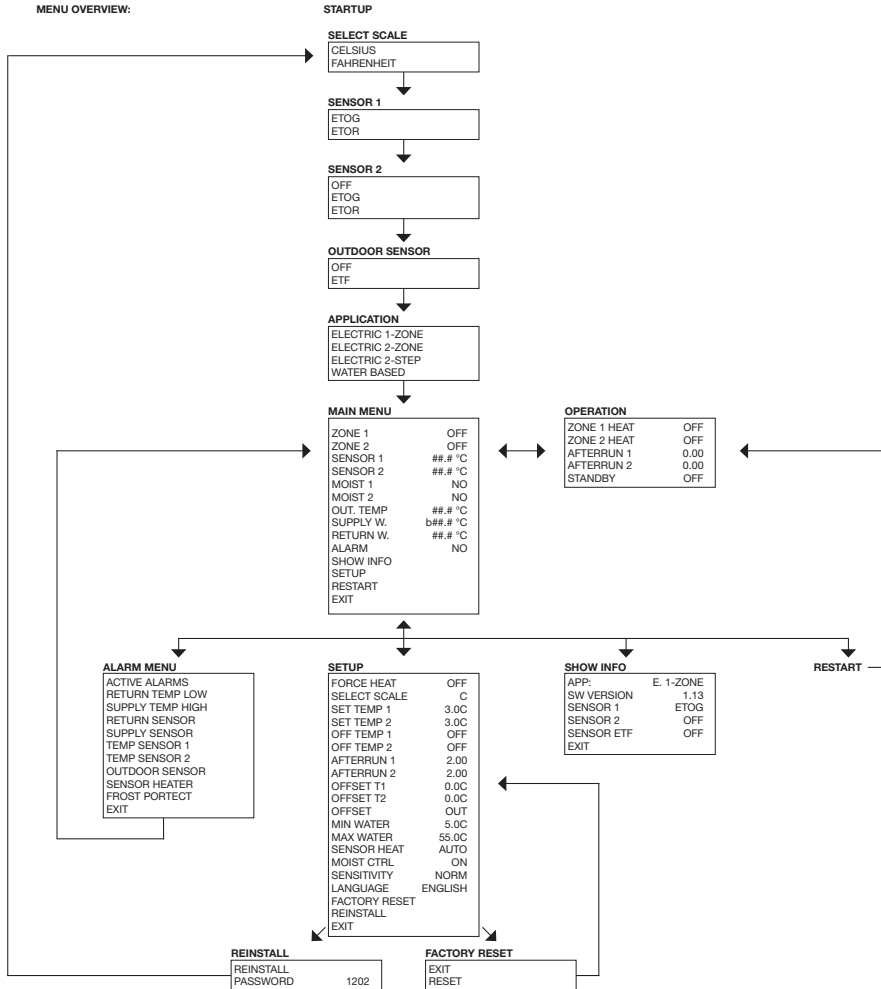 MENU OVERVIEW:
STARTUP
SELECT SCALE
CELSIUS
FAHRENHEIT
SENSOR 1
ETOG
ETOR
SENSOR 2
OFF
ETOG
ETOR
OUTDOOR SENSOR
OFF
ETF
APPLICATION
ELECTRIC 1-ZONE
ELECTRIC 2-ZONE
ELECTRIC 2-STEP
WATER BASED
MAIN MENU
ZONE 1 OFF
ZONE 2 OFF
SENSOR 1 ##.# °C
SENSOR 2 ##.# °C
MOIST 1 NO
MOIST 2 NO
OUT. TEMP ##.# °C
SUPPLY W. b##.# °C
RETURN W. ##.# °C
ALARM NO
SHOW INFO
SETUP
RESTART
EXIT
OPERATION
ZONE 1 HEAT OFF
ZONE 2 HEAT OFF
AFTERRUN 1 0.00
AFTERRUN 2 0.00
STANDBY OFF
ALARM MENU
ACTIVE ALARMS
RETURN TEMP LOW
SUPPLY TEMP HIGH
RETURN SENSOR
SUPPLY SENSOR
TEMP SENSOR 1
TEMP SENSOR 2
OUTDOOR SENSOR
SENSOR HEATER
FROST PORTECT
EXIT
SETUP
FORCE HEAT OFF
SELECT SCALE C
SET TEMP 1 3.0C
SET TEMP 2 3.0C
OFF TEMP 1 OFF
OFF TEMP 2 OFF
AFTERRUN 1 2.00
AFTERRUN 2 2.00
OFFSET T1 0.0C
OFFSET T2 0.0C
OFFSET OUT
MIN WATER 5.0C
MAX WATER 55.0C
SENSOR HEAT AUTO
MOIST CTRL ON
SENSITIVITY NORM
LANGUAGE ENGLISH
FACTORY RESET
REINSTALL
EXIT
SHOW INFO
APP: E. 1-ZONE
SW VERSION 1.13
SENSOR 1 ETOG
SENSOR 2 OFF
SENSOR ETF OFF
EXIT
RESTART
REINSTALL
REINSTALL
PASSWORD 1202
FACTORY RESET
EXIT
RESET